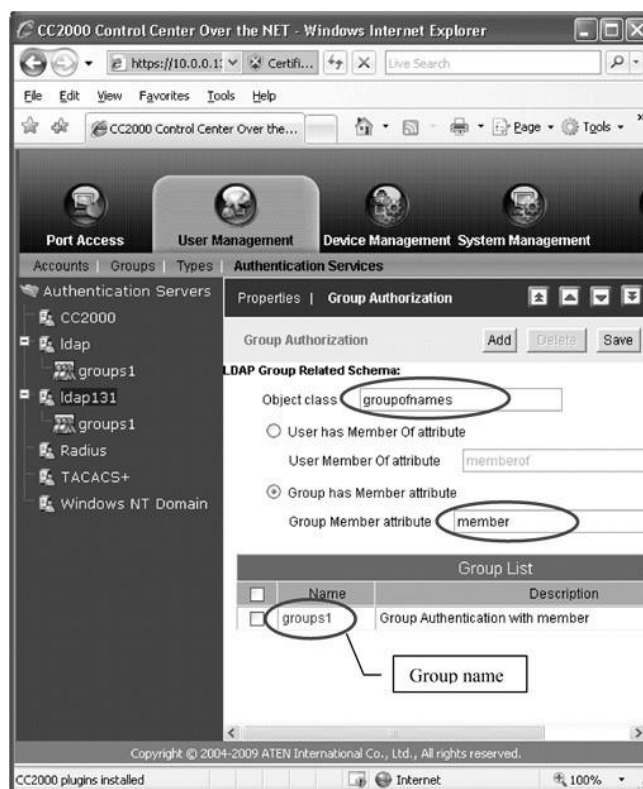 CC2000 Control Center Over the NET - Windows Internet Explorer
https://10.0.0.1 Certifi... Live Search
File Edit View Favorites Tools Help
CC2000 Control Center Over the... Page Tools
Port Access User Management Device Management System Management
Accounts | Groups | Types | Authentication Services
Authentication Servers
CC2000
ldap
groups1
ldap131
groups1
Radius
TACACS+
Windows NT Domain
Properties | Group Authorization
Group Authorization Add Delete Save
LDAP Group Related Schema:
Object class groupofnames
User has Member Of attribute
User Member Of attribute memberof
Group has Member attribute
Group Member attribute member
Group List
Name Description
groups1 Group Authentication with member
Group name
Copyright © 2004-2009 ATEN International Co., Ltd., All rights reserved.
CC2000 plugins installed Internet 100%